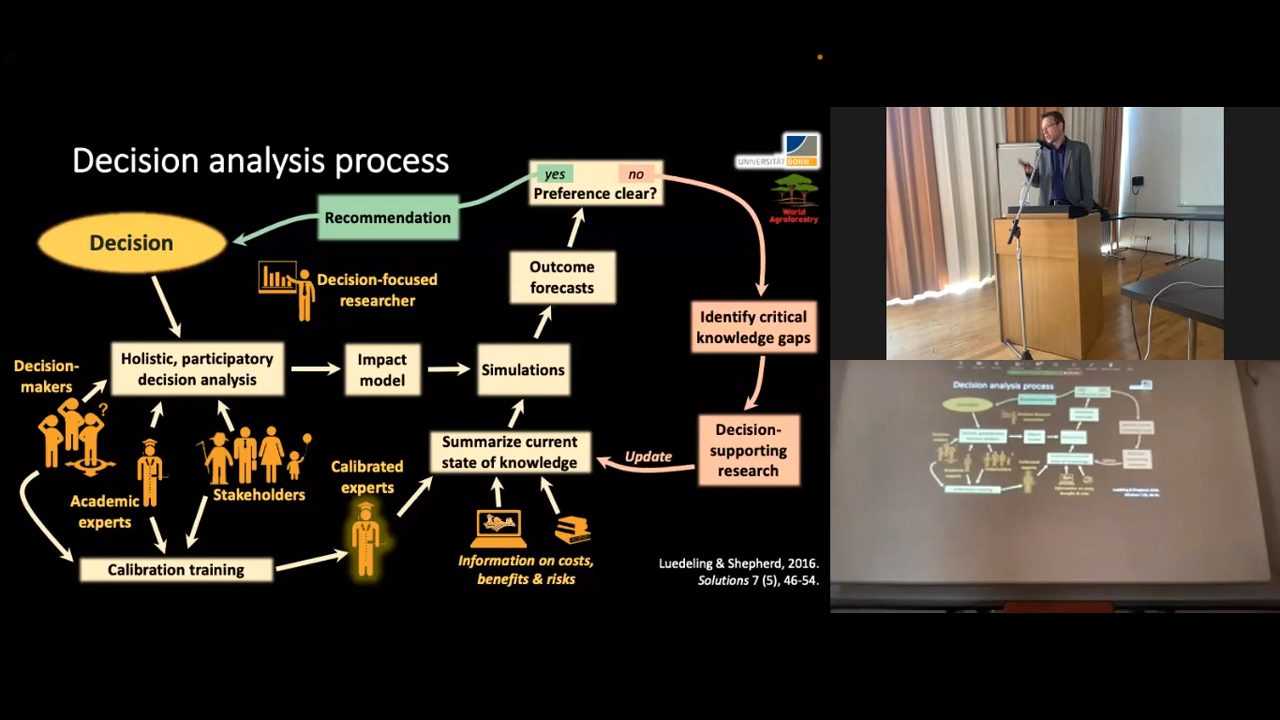 Decision analysis process
UNIVERSITÄT BONN
World
Agroforestry
yes no
Preference clear?
Recommendation
Decision
Decision-focused
researcher
Outcome
forecasts
Identify critical
knowledge gaps
Decision-
makers
?
Holistic, participatory
decision analysis
Impact
model
Simulations
Decision-
supporting
research
Summarize current
state of knowledge
Update
Calibrated
experts
Academic
experts
Stakeholders
Calibration training
Information on costs,
benefits & risks
Luedeling & Shepherd, 2016.
Solutions 7 (5), 46-54.
Decision analysis process